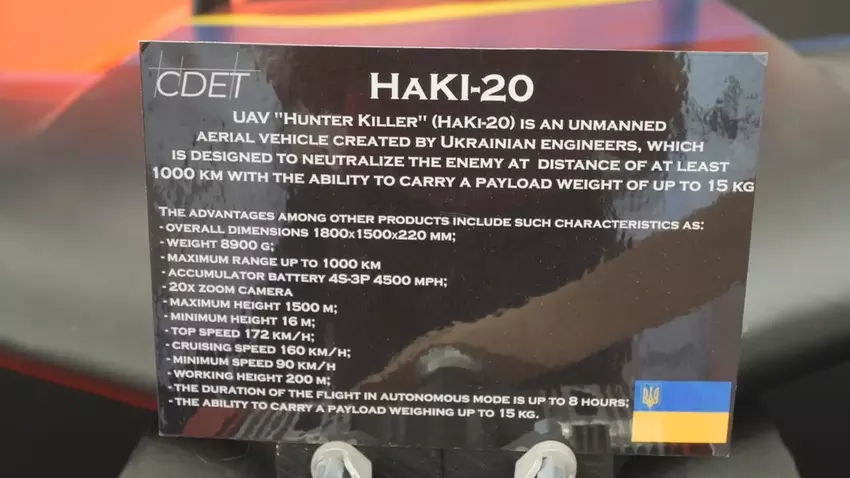 CDET
HAKI-20
UAV "HUNTER KILLER" (HAKI-20) IS AN UNMANNED
AERIAL VEHICLE CREATED BY UKRAINIAN ENGINEERS, WHICH
IS DESIGNED TO NEUTRALIZE THE ENEMY AT DISTANCE OF AT LEAST
1000 KM WITH THE ABILITY TO CARRY A PAYLOAD WEIGHT OF UP TO 15 KG
THE ADVANTAGES AMONG OTHER PRODUCTS INCLUDE SUCH CHARACTERISTICS AS:
- OVERALL DIMENSIONS 1800X1500X220 MM;
- WEIGHT 8900 G;
- MAXIMUM RANGE UP TO 1000 KM
- ACCUMULATOR BATTERY 4S-3P 4500 MPH;
- 20X ZOOM CAMERA
- MAXIMUM HEIGHT 1500 M;
- MINIMUM HEIGHT 16 M;
- TOP SPEED 172 KM/H;
- CRUISING SPEED 160 KM/H;
- MINIMUM SPEED 90 KM/H
- WORKING HEIGHT 200 M;
- THE DURATION OF THE FLIGHT IN AUTONOMOUS MODE IS UP TO 8 HOURS;
- THE ABILITY TO CARRY A PAYLOAD WEIGHING UP TO 15 KG.